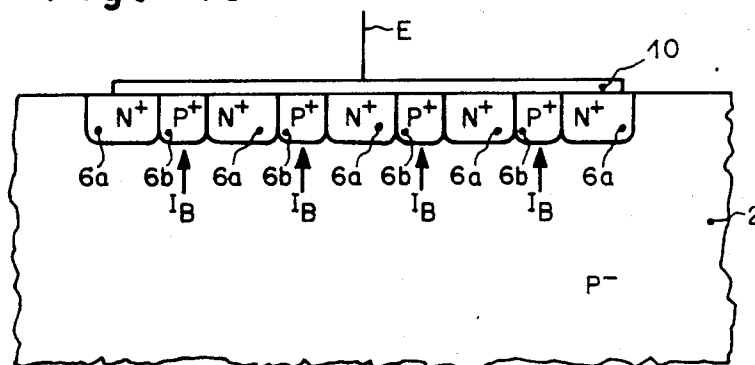 E
10
N+ P+ N+ P+ N+ P+ N+ P+ N+
6a 6b 6a 6b 6a 6b 6a 6b 6a
IB IB IB IB
2
P-